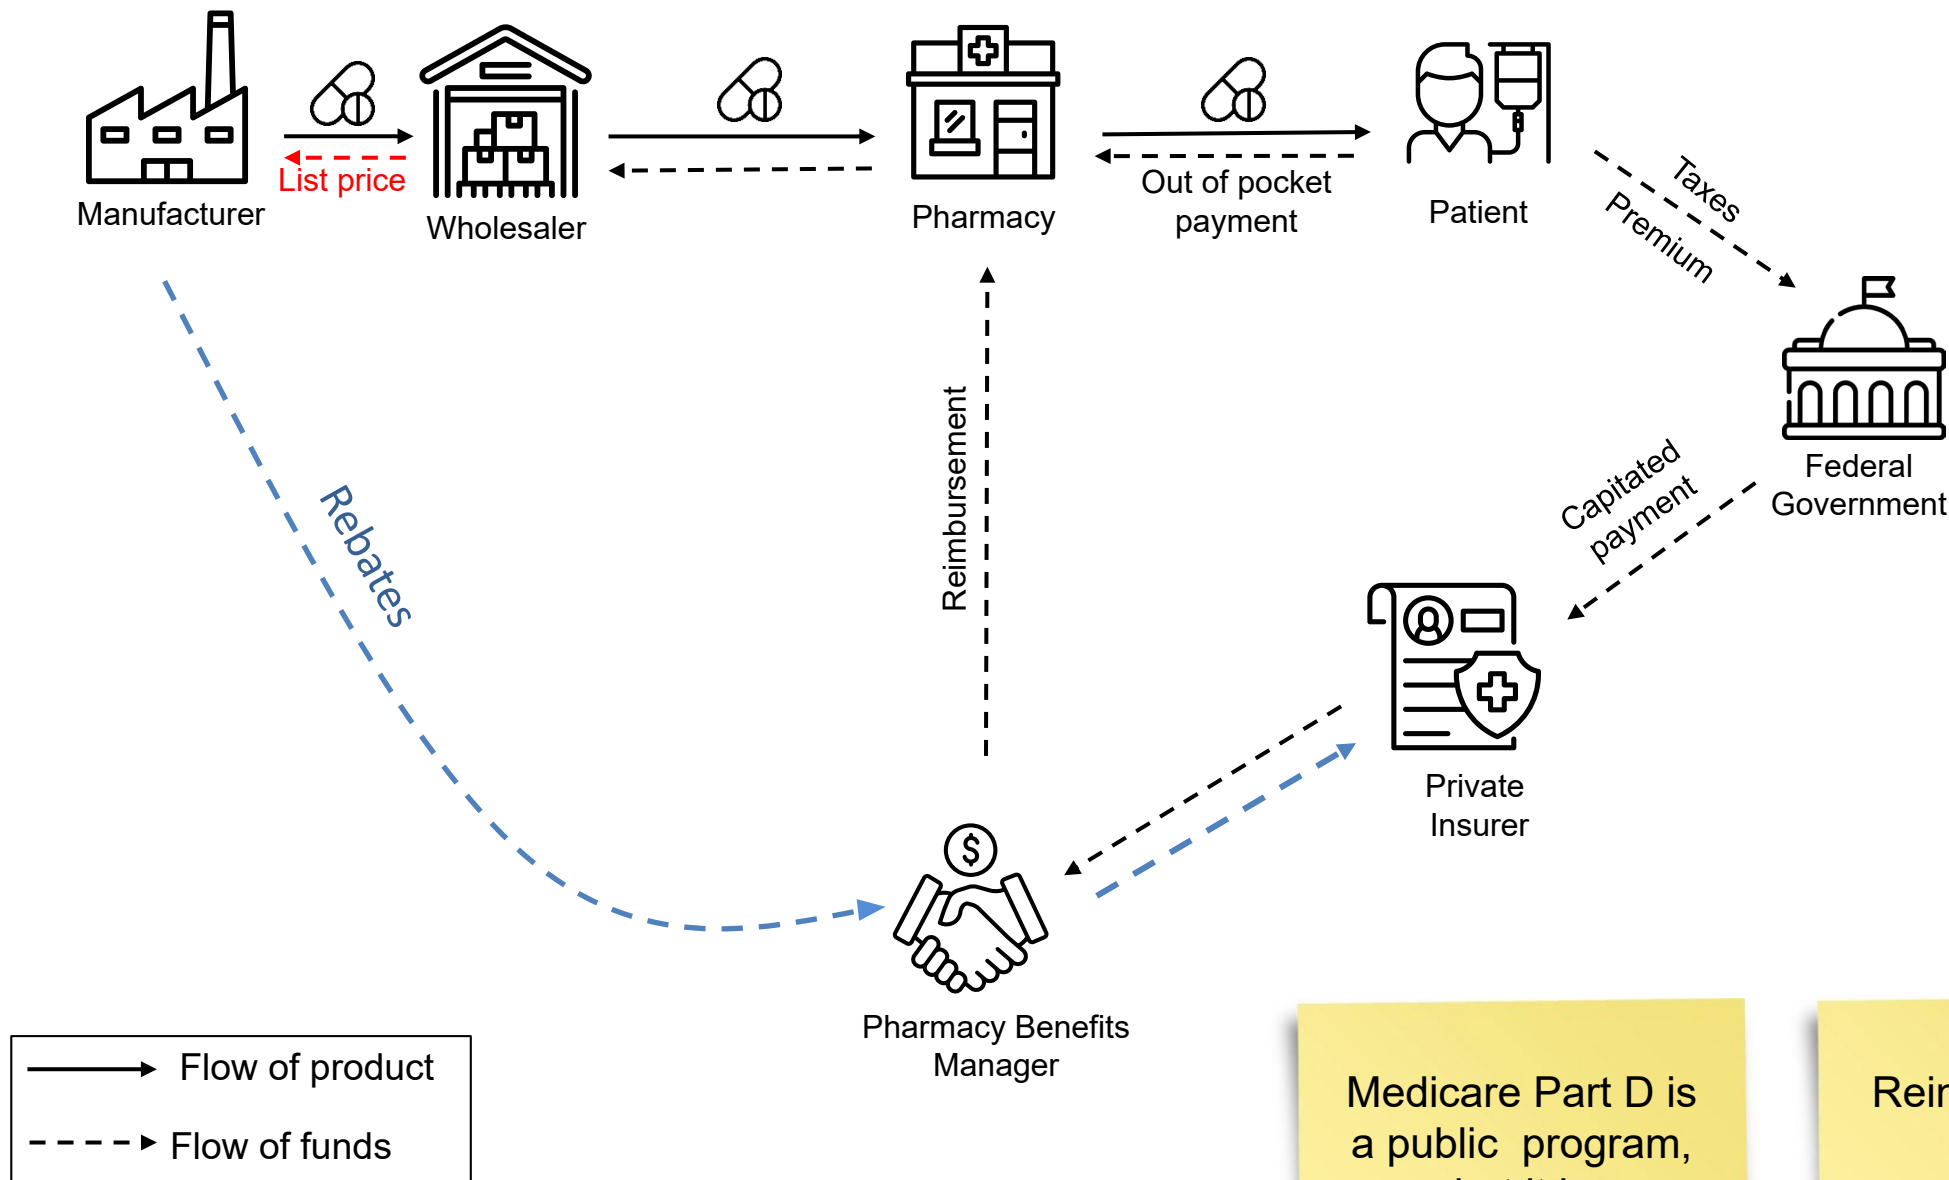 List price
Manufacturer
Wholesaler
Pharmacy
Out of pocket
payment
Patient
Taxes
Premium
Federal
Government
Capitated
payment
Reimbursement
Rebates
Private
Insurer
$
Pharmacy Benefits
Manager
Flow of product
Flow of funds
Medicare Part D is
a public program,